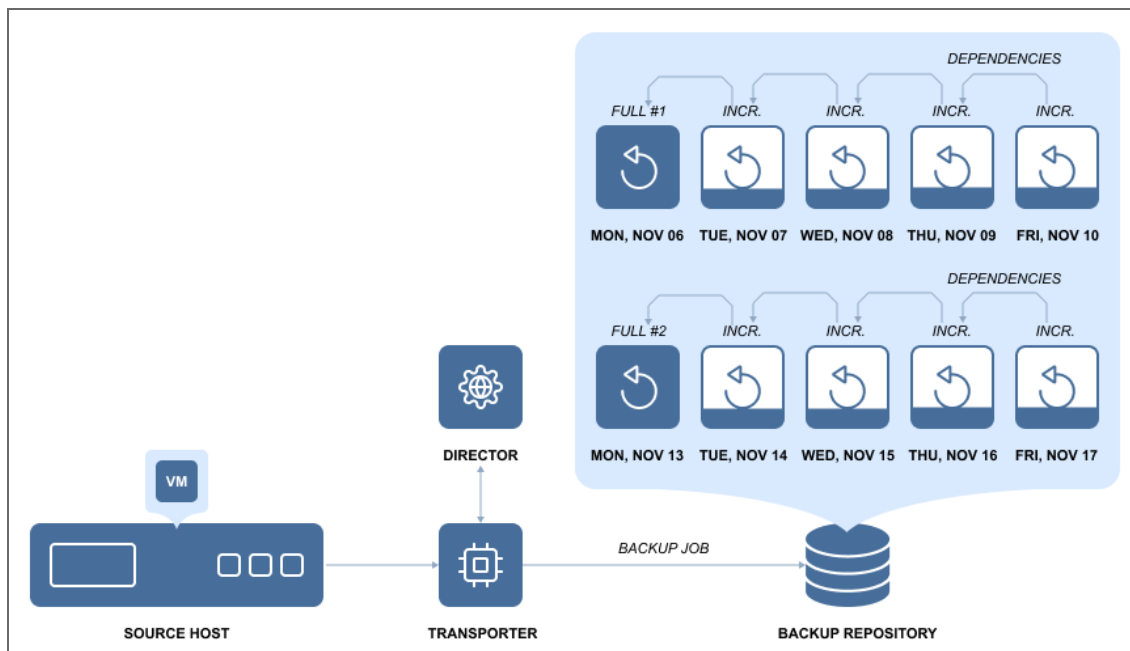 DEPENDENCIES
FULL #1 INCR. INCR. INCR. INCR.
MON, NOV 06 TUE, NOV 07 WED, NOV 08 THU, NOV 09 FRI, NOV 10
DEPENDENCIES
FULL #2 INCR. INCR. INCR. INCR.
MON, NOV 13 TUE, NOV 14 WED, NOV 15 THU, NOV 16 FRI, NOV 17
DIRECTOR
VM
BACKUP JOB
SOURCE HOST TRANSPORTER BACKUP REPOSITORY